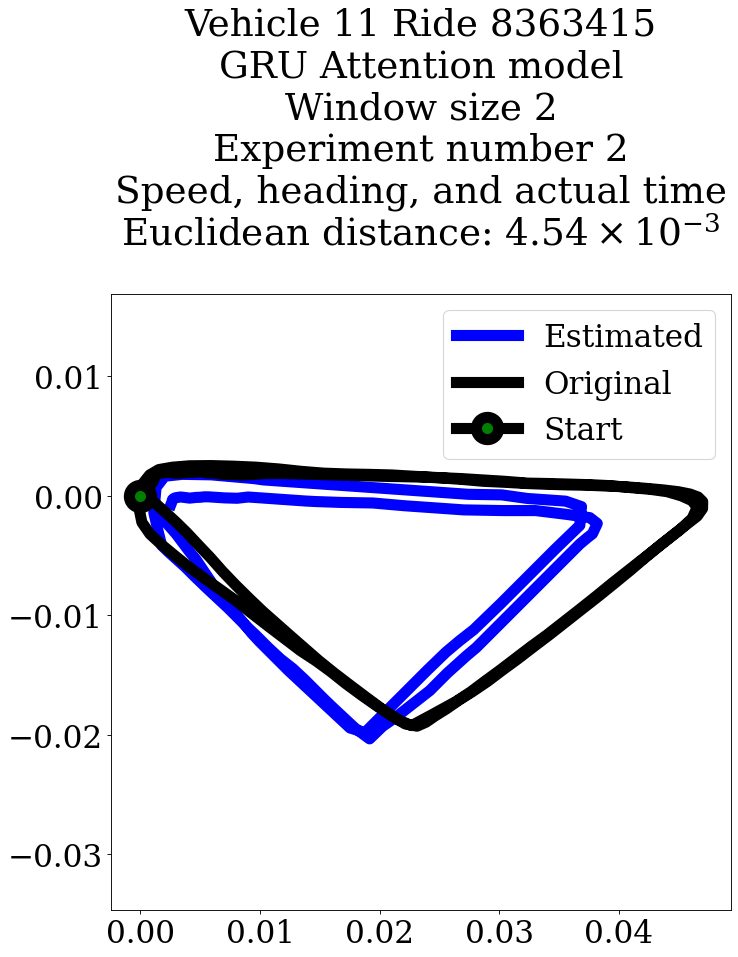 Vehicle 11 Ride 8363415
GRU Attention model
Window size 2
Experiment number 2
Speed, heading, and actual time
Euclidean distance: 4.54 × 10⁻³
Estimated
Original
Start
0.01
0.00
−0.01
−0.02
−0.03
0.00 0.01 0.02 0.03 0.04